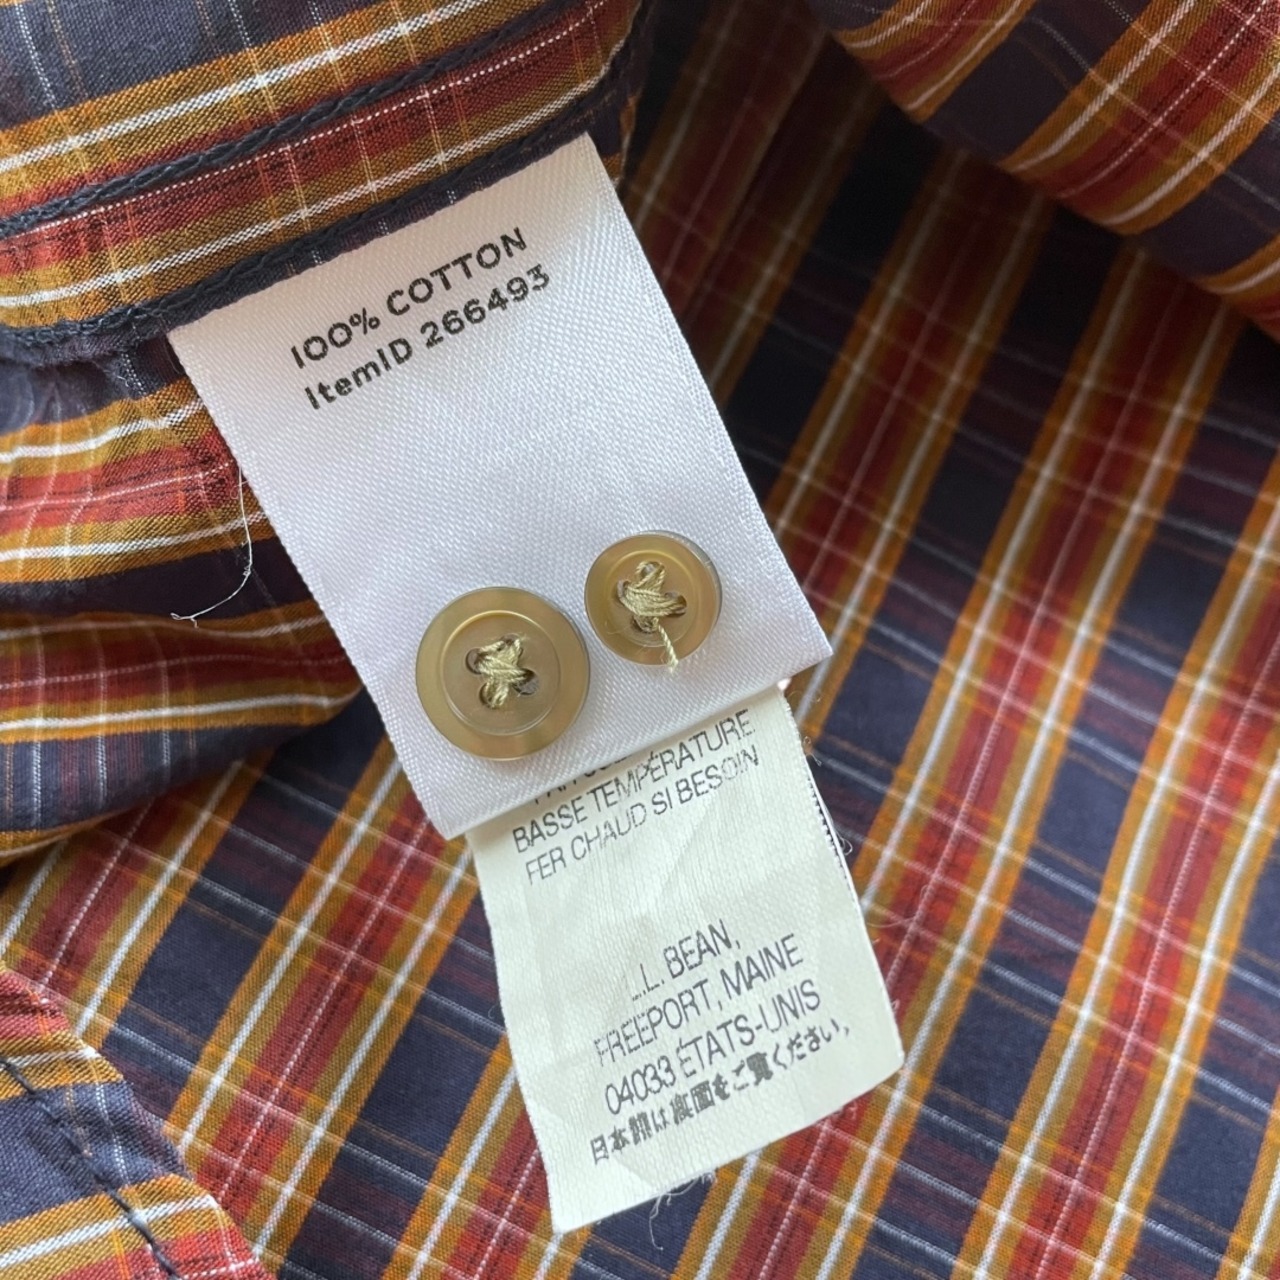 100% COTTON
ItemID 266493
BASSE TEMPÉRATURE.
FER CHAUD SI BESOIN
L.L. BEAN,
FREEPORT, MAINE
04033 ÉTATS-UNIS
日本語は裏面をご覧ください。